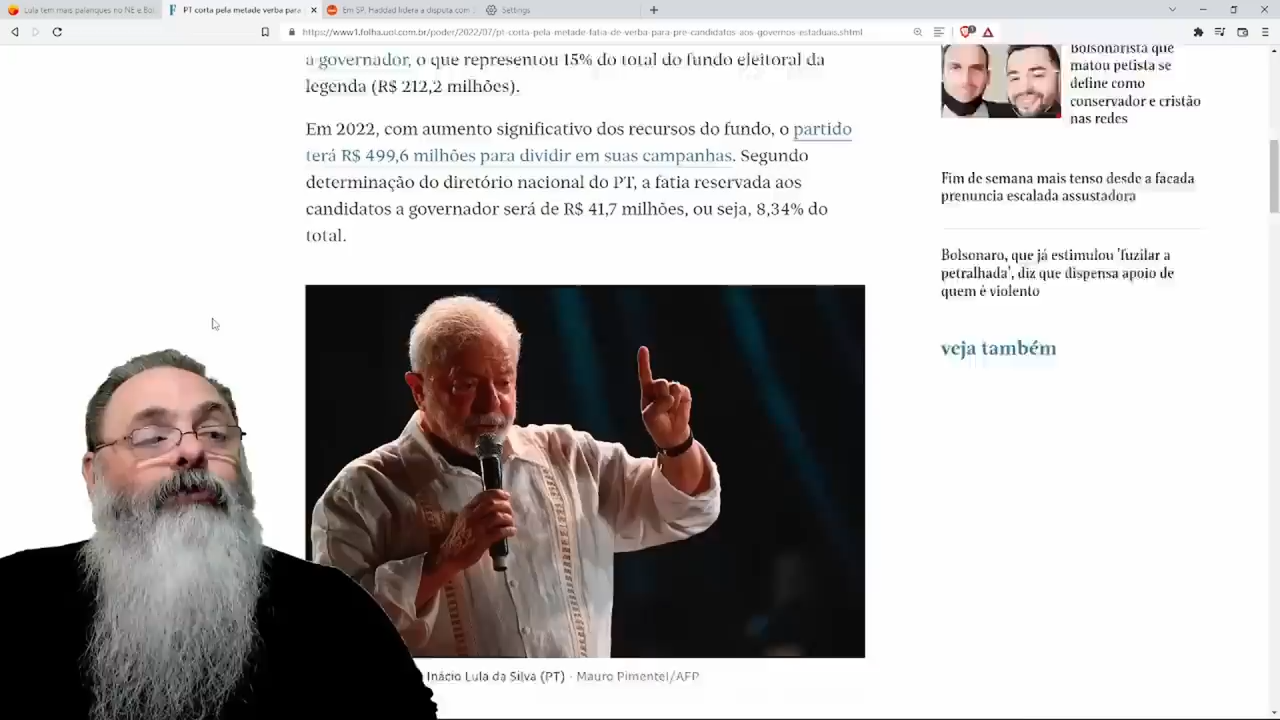 Lula tem mais palanques no NE e Bol
PT corta pela metade verba para
Em SP, Haddad lidera a disputa com
Settings
https://www1.folha.uol.com.br/poder/2022/07/pt-corta-pela-metade-fatia-de-verba-para-pre-candidatos-aos-governos-estaduais.shtml
a governador, o que representou 15% do total do fundo eleitoral da
legenda (R$ 212,2 milhões).
Em 2022, com aumento significativo dos recursos do fundo, o partido
terá R$ 499,6 milhões para dividir em suas campanhas. Segundo
determinação do diretório nacional do PT, a fatia reservada aos
candidatos a governador será de R$ 41,7 milhões, ou seja, 8,34% do
total.
Inácio Lula da Silva (PT) - Mauro Pimentel/AFP
Bolsonarista que
matou petista se
define como
conservador e cristão
nas redes
Fim de semana mais tenso desde a facada
prenuncia escalada assustadora
Bolsonaro, que já estimulou 'fuzilar a
petralhada', diz que dispensa apoio de
quem é violento
veja também